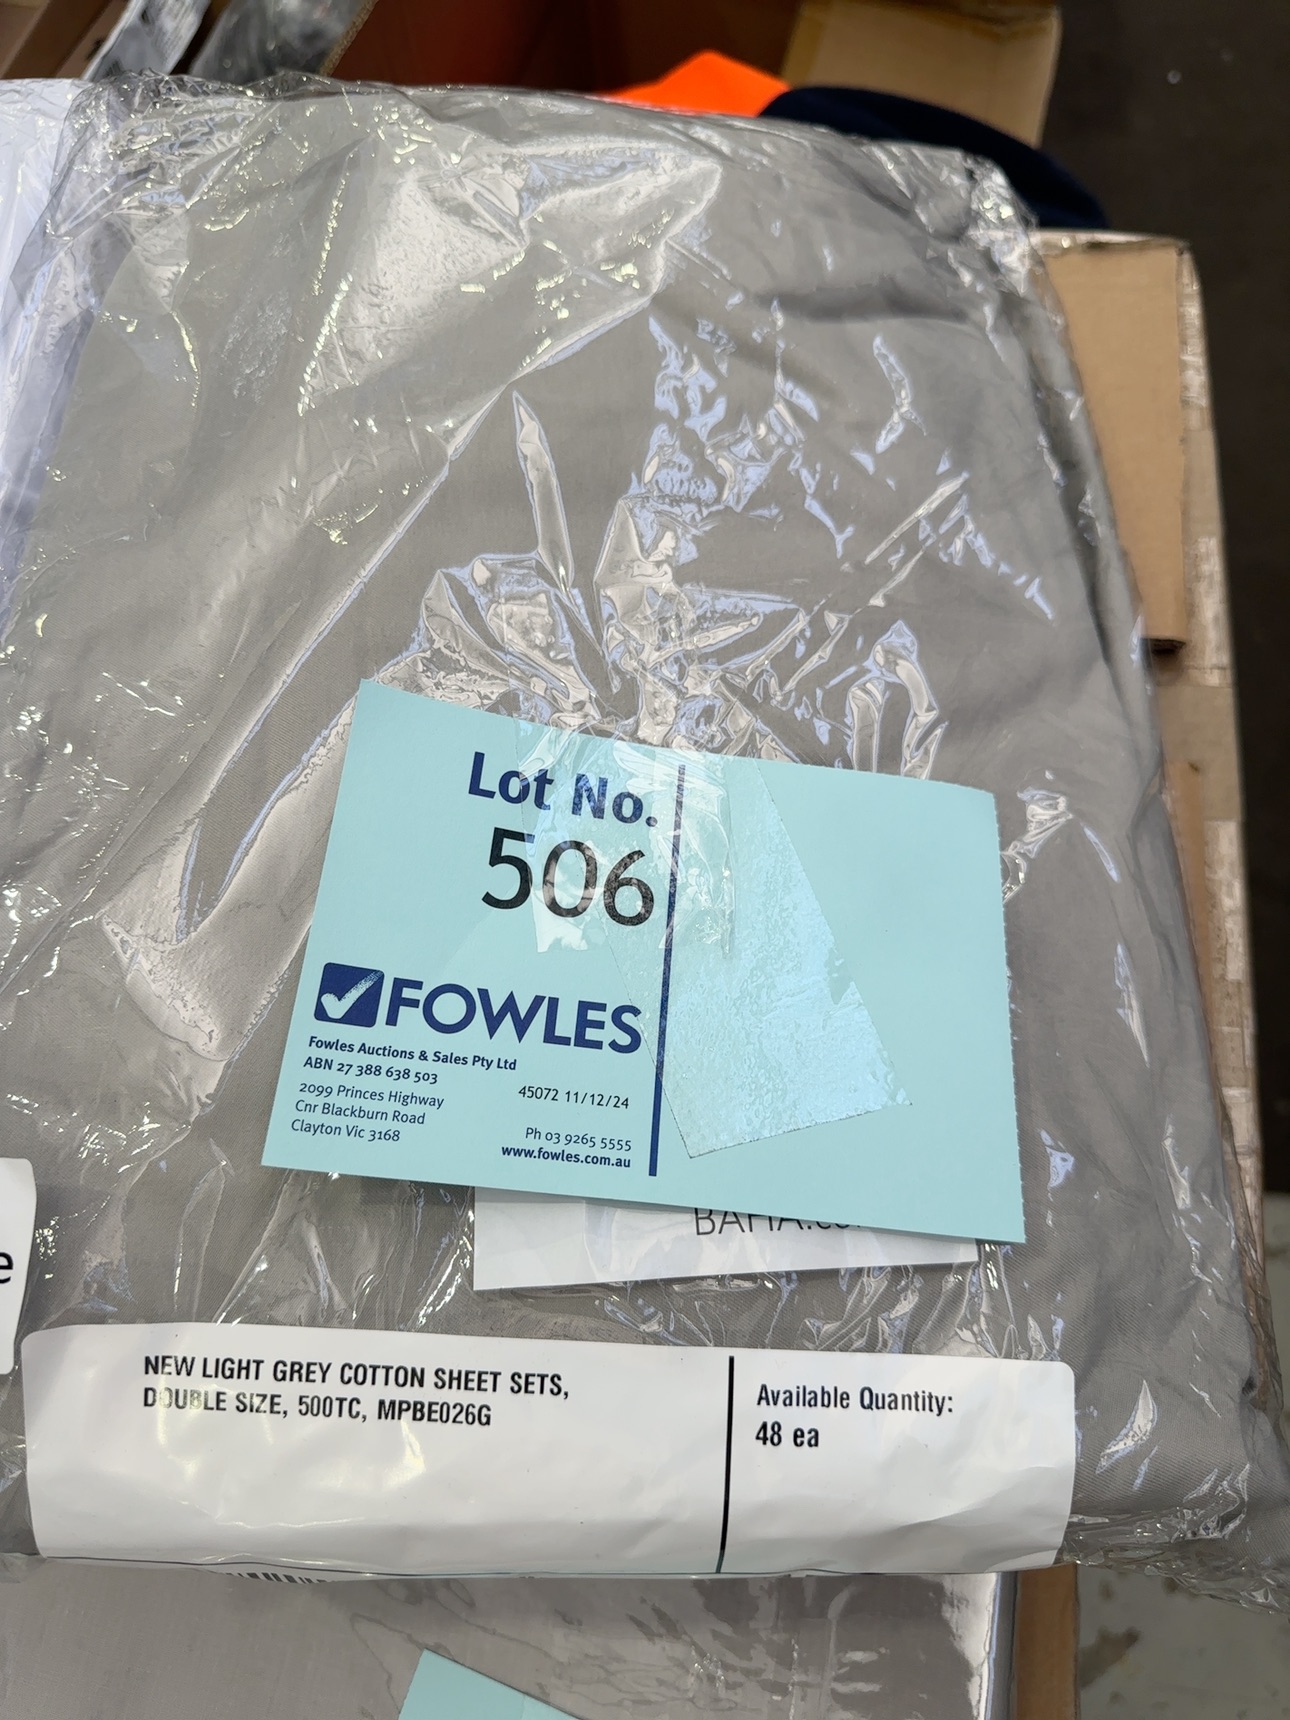 Lot No.
506
FOWLES
Fowles Auctions & Sales Pty Ltd
ABN 27 388 638 503
45072 11/12/24
2099 Princes Highway
Cnr Blackburn Road
Clayton Vic 3168
Ph 03 9265 5555
www.fowles.com.au
e
NEW LIGHT GREY COTTON SHEET SETS,
DOUBLE SIZE, 500TC, MPBE026G
Available Quantity:
48 ea